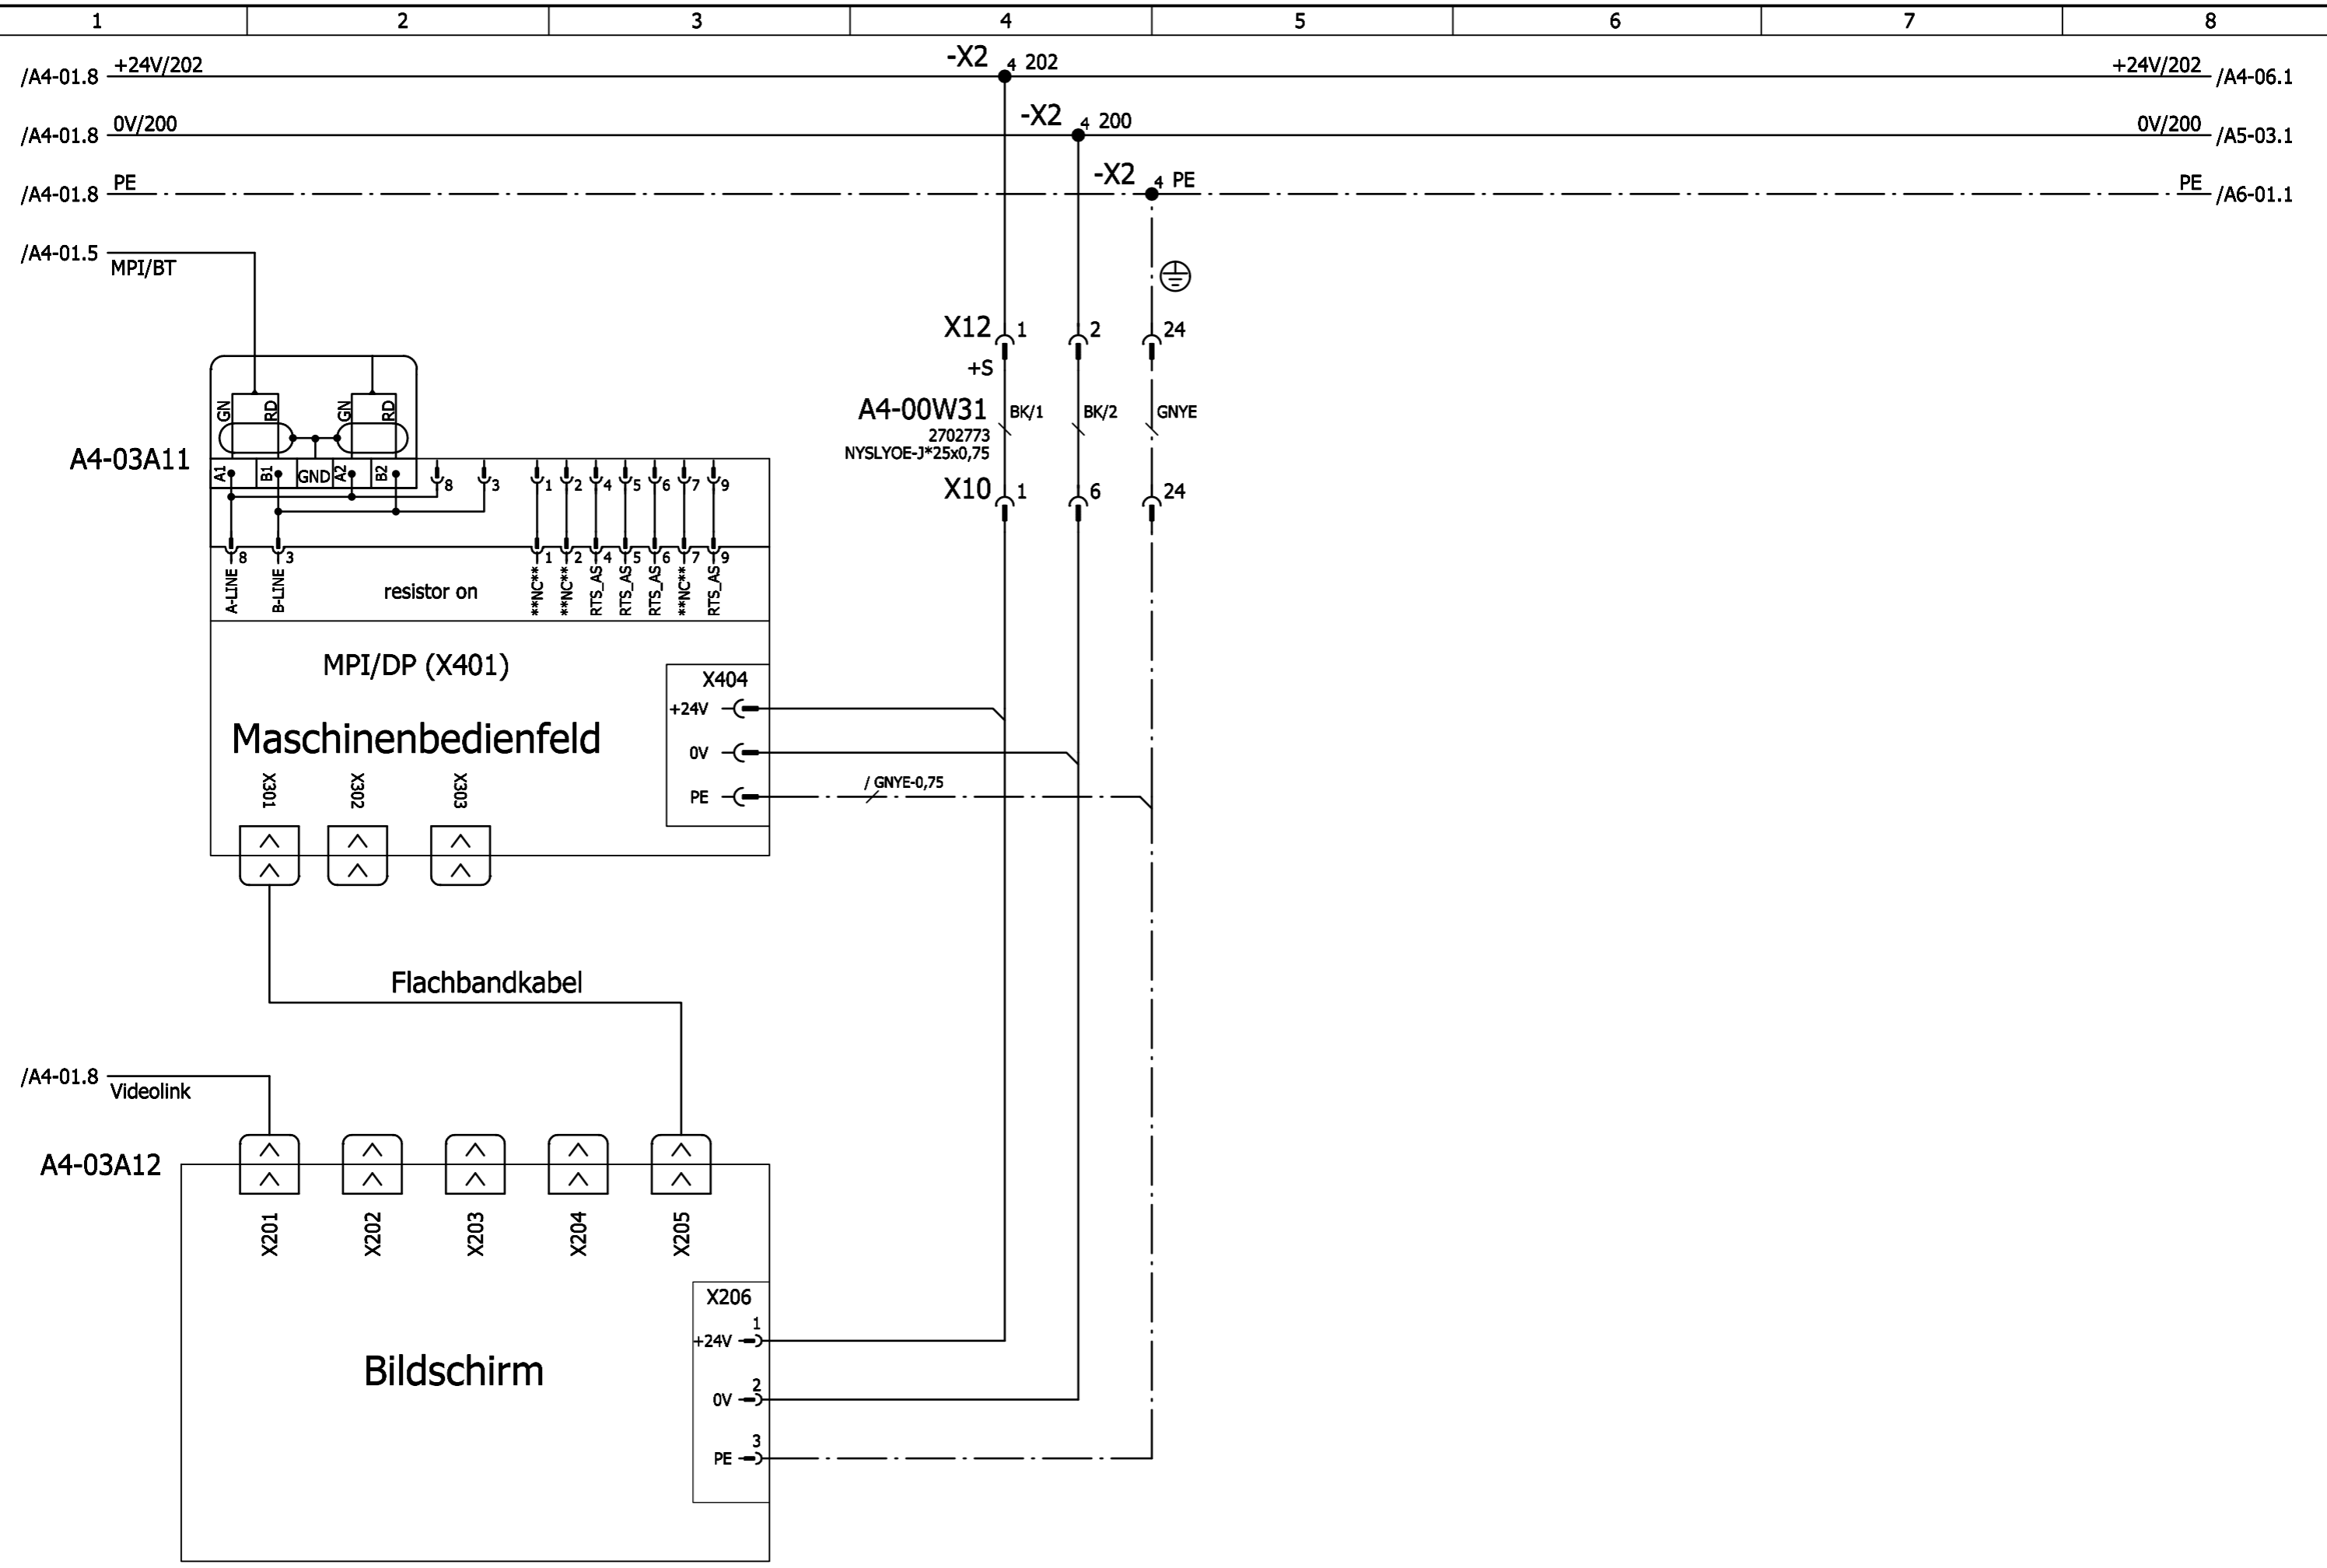 1 2 3 4 5 6 7 8
/A4-01.8 +24V/202 -X2 4 202 +24V/202 /A4-06.1
/A4-01.8 0V/200 -X2 4 200 0V/200 /A5-03.1
/A4-01.8 PE -X2 4 PE PE /A6-01.1
/A4-01.5 MPI/BT
X12 1 2 24
+S
A4-00W31 BK/1 BK/2 GNYE
2702773
NYSLYOE-J*25x0,75
X10 1 6 24
GN RD GN RD
A4-03A11
A1 B1 GND A2 B2 8 3 1 2 4 5 6 7 9
8 3 1 2 4 5 6 7 9
A-LINE B-LINE resistor on **NC** **NC** RTS_AS RTS_AS RTS_AS **NC** RTS_AS
MPI/DP (X401)
X404
+24V
Maschinenbedienfeld
0V
PE
/ GNYE-0,75
X301 X302 X303
Flachbandkabel
/A4-01.8 Videolink
A4-03A12
X201 X202 X203 X204 X205
X206
+24V 1
Bildschirm
0V 2
PE 3